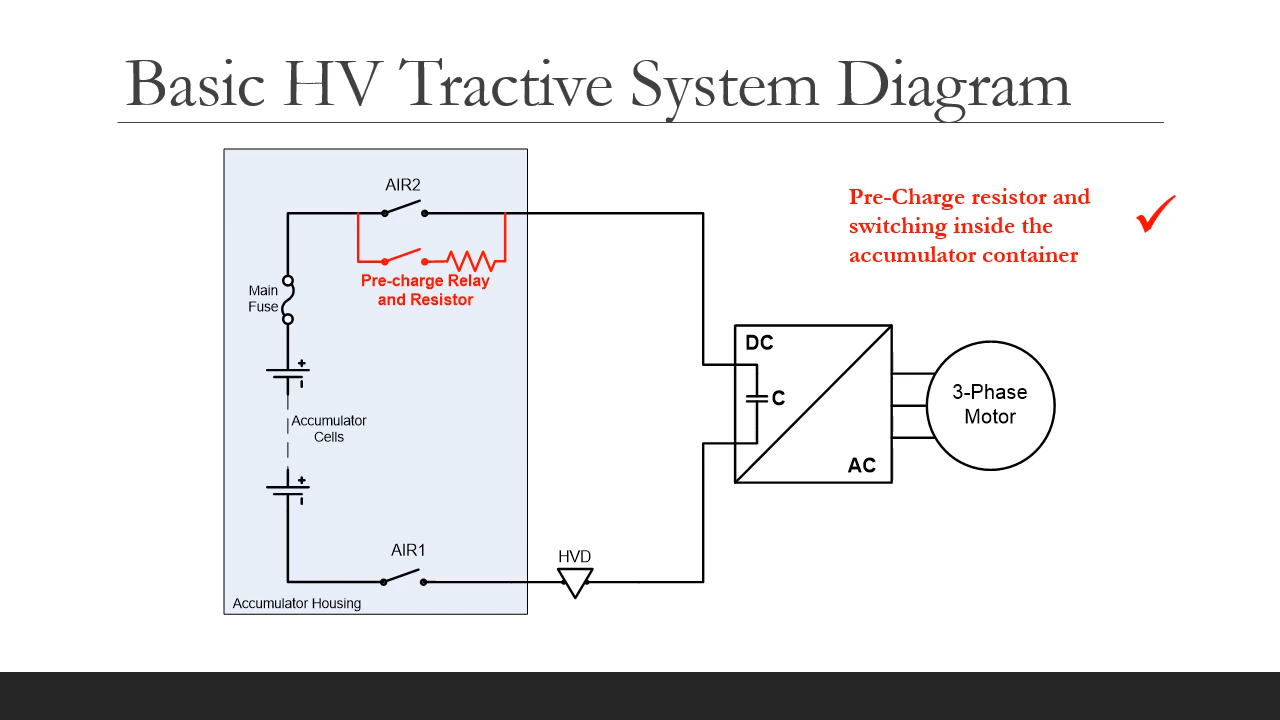 Basic HV Tractive System Diagram
AIR2
Pre-Charge resistor and
switching inside the
accumulator container
Pre-charge Relay
and Resistor
Main
Fuse
+
-
DC
C
AC
3-Phase
Motor
Accumulator
Cells
+
-
AIR1
HVD
Accumulator Housing